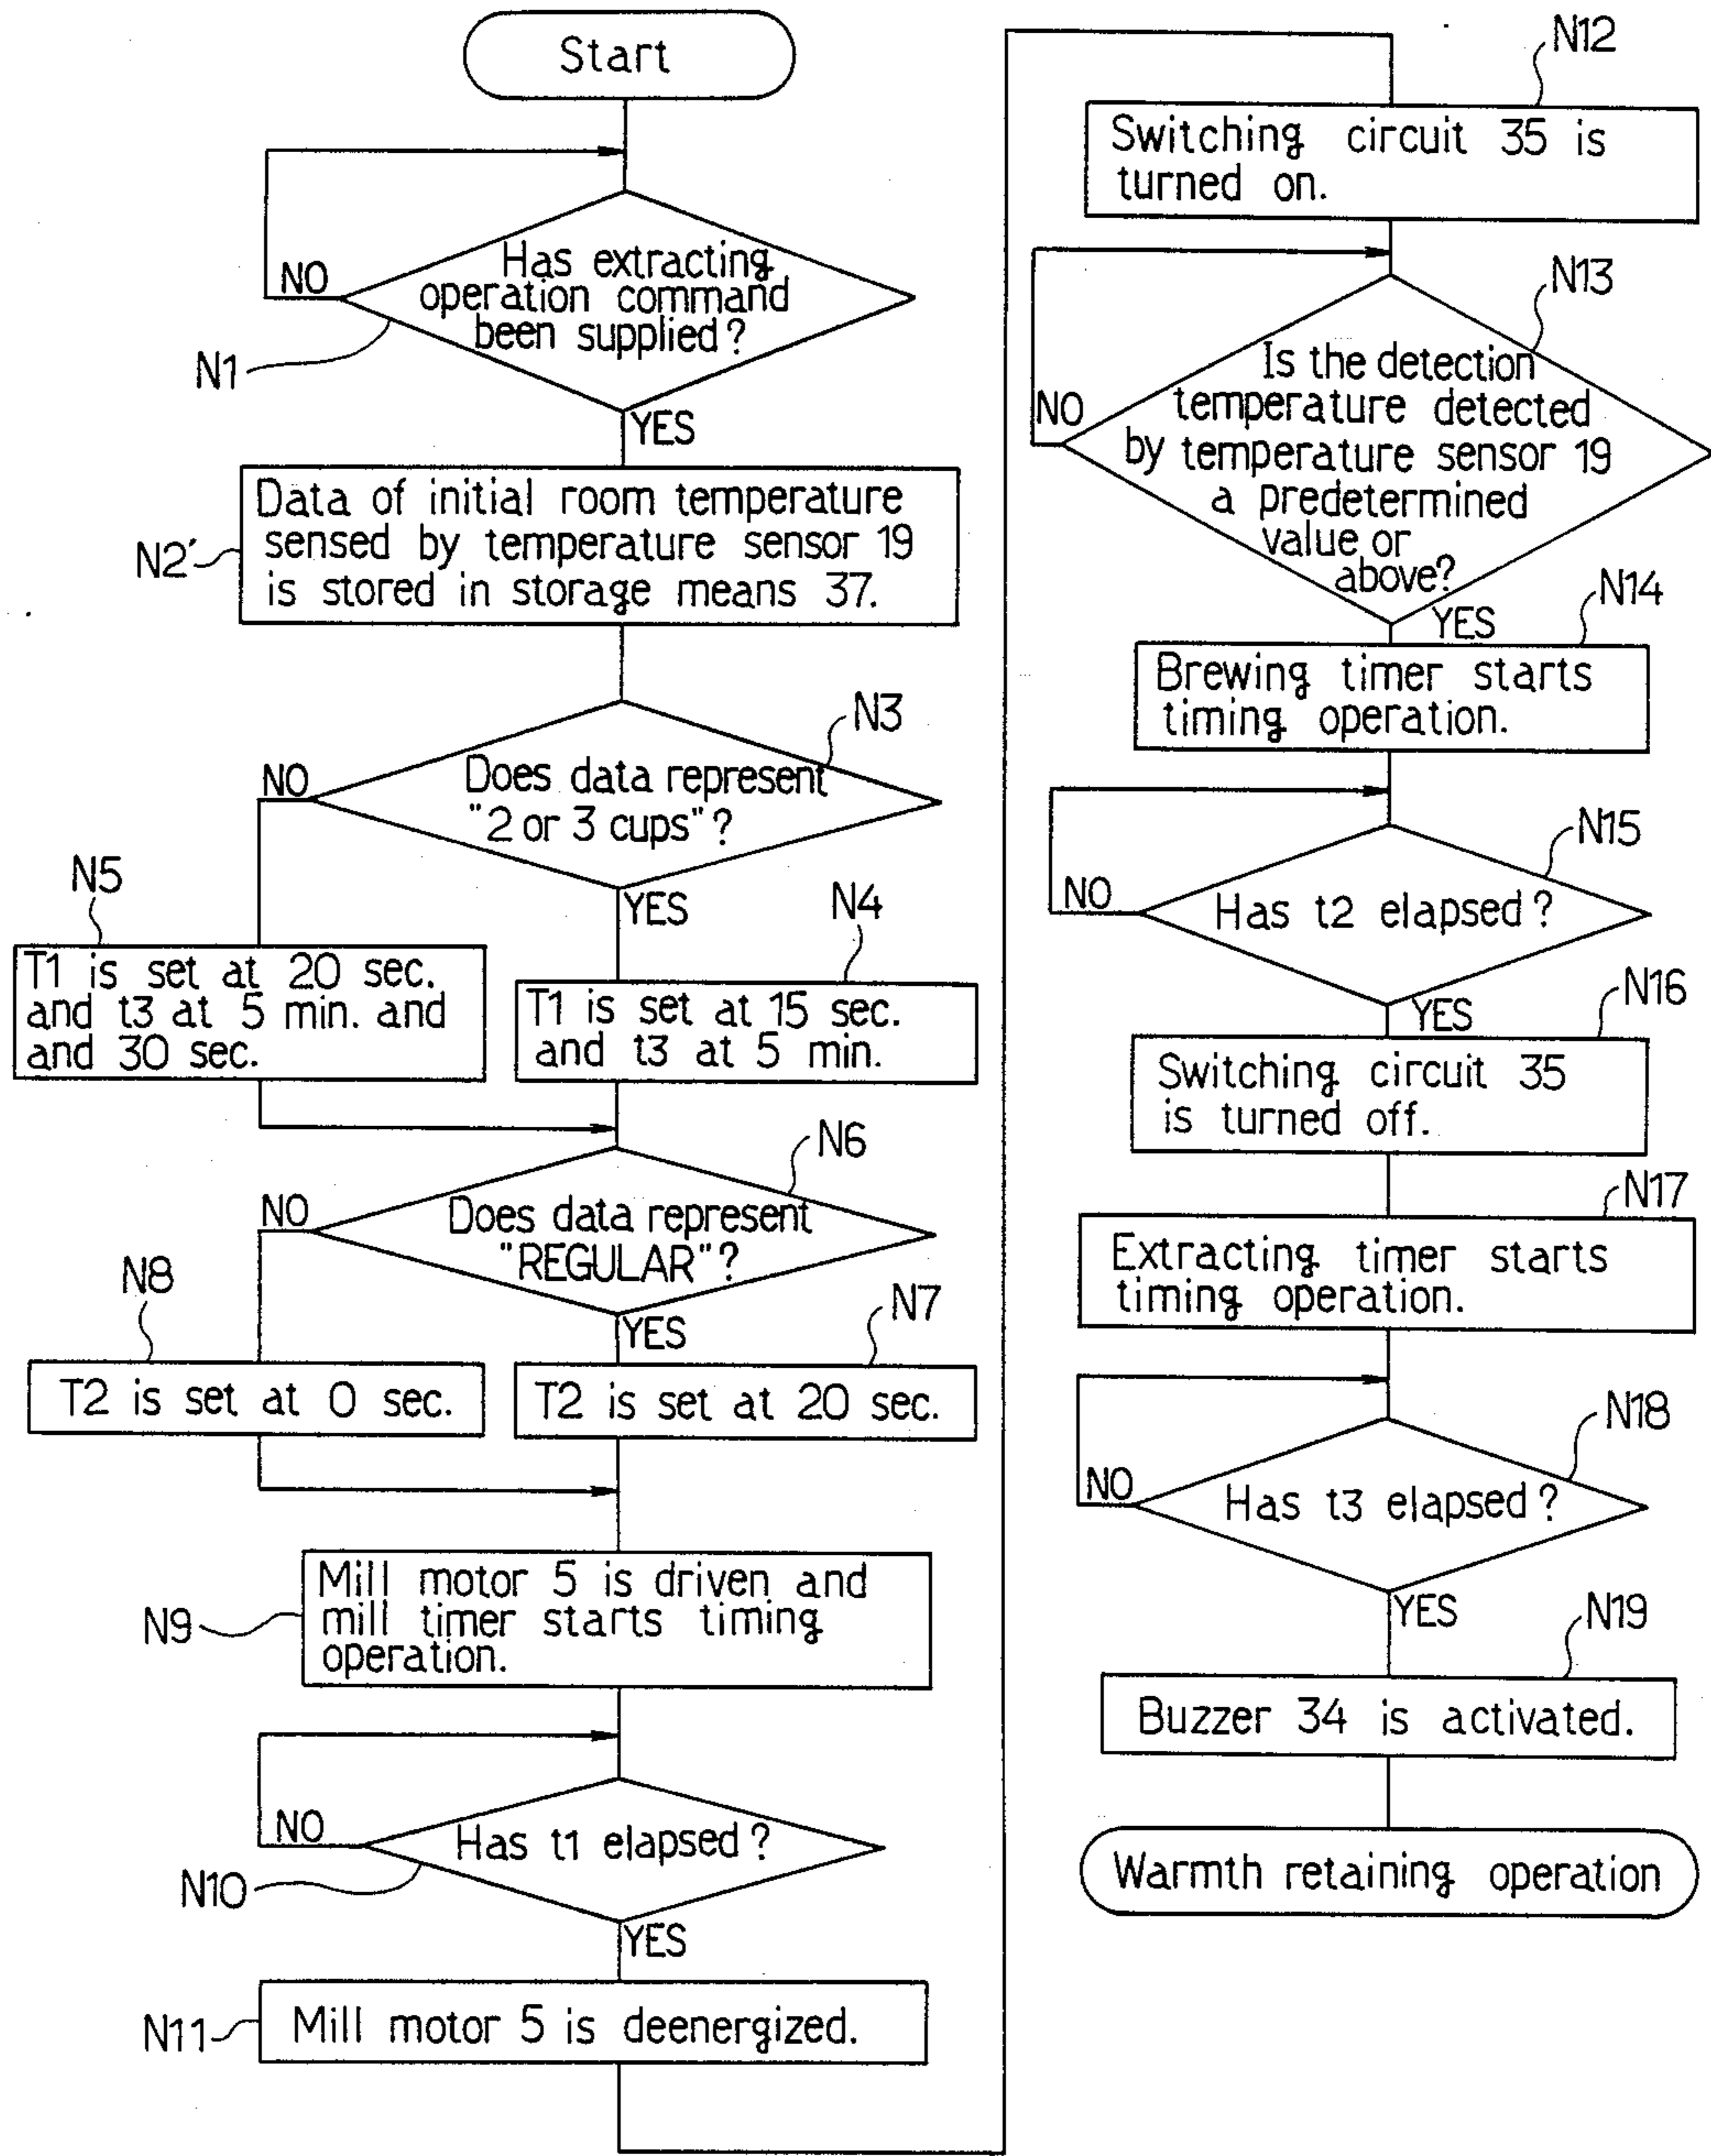 Start
NO
Has extracting
operation command
been supplied?
N1
YES
Data of initial room temperature
sensed by temperature sensor 19
is stored in storage means 37.
N2'
N3
NO
Does data represent
"2 or 3 cups"?
YES
N5
N4
T1 is set at 20 sec.
and t3 at 5 min. and
and 30 sec.
T1 is set at 15 sec.
and t3 at 5 min.
N6
NO
Does data represent
"REGULAR"?
YES
N8
N7
T2 is set at 0 sec.
T2 is set at 20 sec.
Mill motor 5 is driven and
mill timer starts timing
operation.
N9
NO
Has t1 elapsed?
N10
YES
N11
Mill motor 5 is deenergized.
N12
Switching circuit 35 is
turned on.
N13
NO
Is the detection
temperature detected
by temperature sensor 19
a predetermined
value or
above?
YES
N14
Brewing timer starts
timing operation.
N15
NO
Has t2 elapsed?
YES
N16
Switching circuit 35
is turned off.
N17
Extracting timer starts
timing operation.
N18
NO
Has t3 elapsed?
YES
N19
Buzzer 34 is activated.
Warmth retaining operation